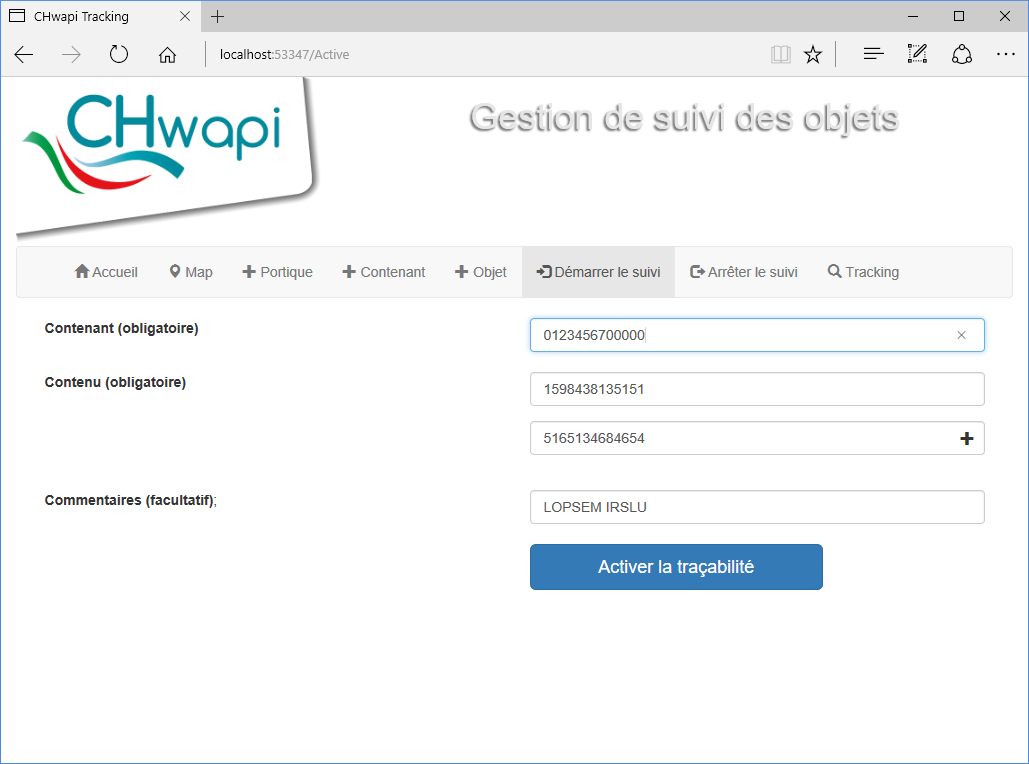 CHwapi Tracking
localhost:53347/Active
CHwapi
Gestion de suivi des objets
Accueil Map Portique Contenant Objet Démarrer le suivi Arrêter le suivi Tracking
Contenant (obligatoire) 0123456700000
Contenu (obligatoire) 1598438135151
5165134684654
Commentaires (facultatif); LOPSEM IRSLU
Activer la traçabilité